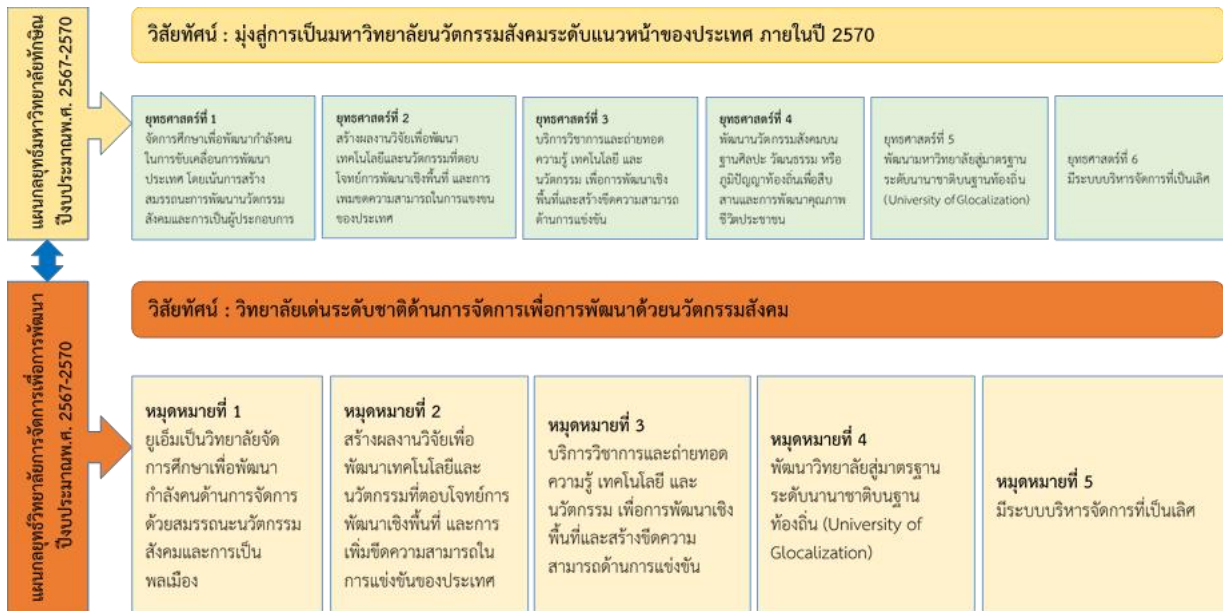 แผนกลยุทธ์มหาวิทยาลัยทักษิณ
ปีงบประมาณพ.ศ. 2567-2570
วิสัยทัศน์ : มุ่งสู่การเป็นมหาวิทยาลัยนวัตกรรมสังคมระดับแนวหน้าของประเทศ ภายในปี 2570
ยุทธศาสตร์ที่ 1
จัดการศึกษาเพื่อพัฒนากำลังคน
ในการขับเคลื่อนการพัฒนา
ประเทศ โดยเน้นการสร้าง
สมรรถนะการพัฒนานวัตกรรม
สังคมและการเป็นผู้ประกอบการ
ยุทธศาสตร์ที่ 2
สร้างผลงานวิจัยเพื่อพัฒนา
เทคโนโลยีและนวัตกรรมที่ตอบ
โจทย์การพัฒนาเชิงพื้นที่ และการ
เพมขดความสามารถในการแขงขน
ของประเทศ
ยุทธศาสตร์ที่ 3
บริการวิชาการและถ่ายทอด
ความรู้ เทคโนโลยี และ
นวัตกรรม เพื่อการพัฒนาเชิง
พื้นที่และสร้างขีดความสามารถ
ด้านการแข่งขัน
ยุทธศาสตร์ที่ 4
พัฒนานวัตกรรมสังคมบน
ฐานศิลปะ วัฒนธรรม หรือ
ภูมิปัญญาท้องถิ่นเพื่อสืบ
สานและการพัฒนาคุณภาพ
ชีวิตประชาชน
ยุทธศาสตร์ที่ 5
พัฒนามหาวิทยาลัยสู่มาตรฐาน
ระดับนานาชาติบนฐานท้องถิ่น
(University of Glocalization)
ยุทธศาสตร์ที่ 6
มีระบบบริหารจัดการที่เป็นเลิศ
แผนกลยุทธ์วิทยาลัยการจัดการเพื่อการพัฒนา
ปีงบประมาณพ.ศ. 2567-2570
วิสัยทัศน์ : วิทยาลัยเด่นระดับชาติด้านการจัดการเพื่อการพัฒนาด้วยนวัตกรรมสังคม
หมุดหมายที่ 1
ยูเอ็มเป็นวิทยาลัยจัด
การศึกษาเพื่อพัฒนา
กำลังคนด้านการจัดการ
ด้วยสมรรถนะนวัตกรรม
สังคมและการเป็น
พลเมือง
หมุดหมายที่ 2
สร้างผลงานวิจัยเพื่อ
พัฒนาเทคโนโลยีและ
นวัตกรรมที่ตอบโจทย์การ
พัฒนาเชิงพื้นที่ และการ
เพิ่มขีดความสามารถใน
การแข่งขันของประเทศ
หมุดหมายที่ 3
บริการวิชาการและถ่ายทอด
ความรู้ เทคโนโลยี และ
นวัตกรรม เพื่อการพัฒนาเชิง
พื้นที่และสร้างขีดความ
สามารถด้านการแข่งขัน
หมุดหมายที่ 4
พัฒนาวิทยาลัยสู่มาตรฐาน
ระดับนานาชาติบนฐาน
ท้องถิ่น (University of
Glocalization)
หมุดหมายที่ 5
มีระบบบริหารจัดการที่เป็นเลิศ